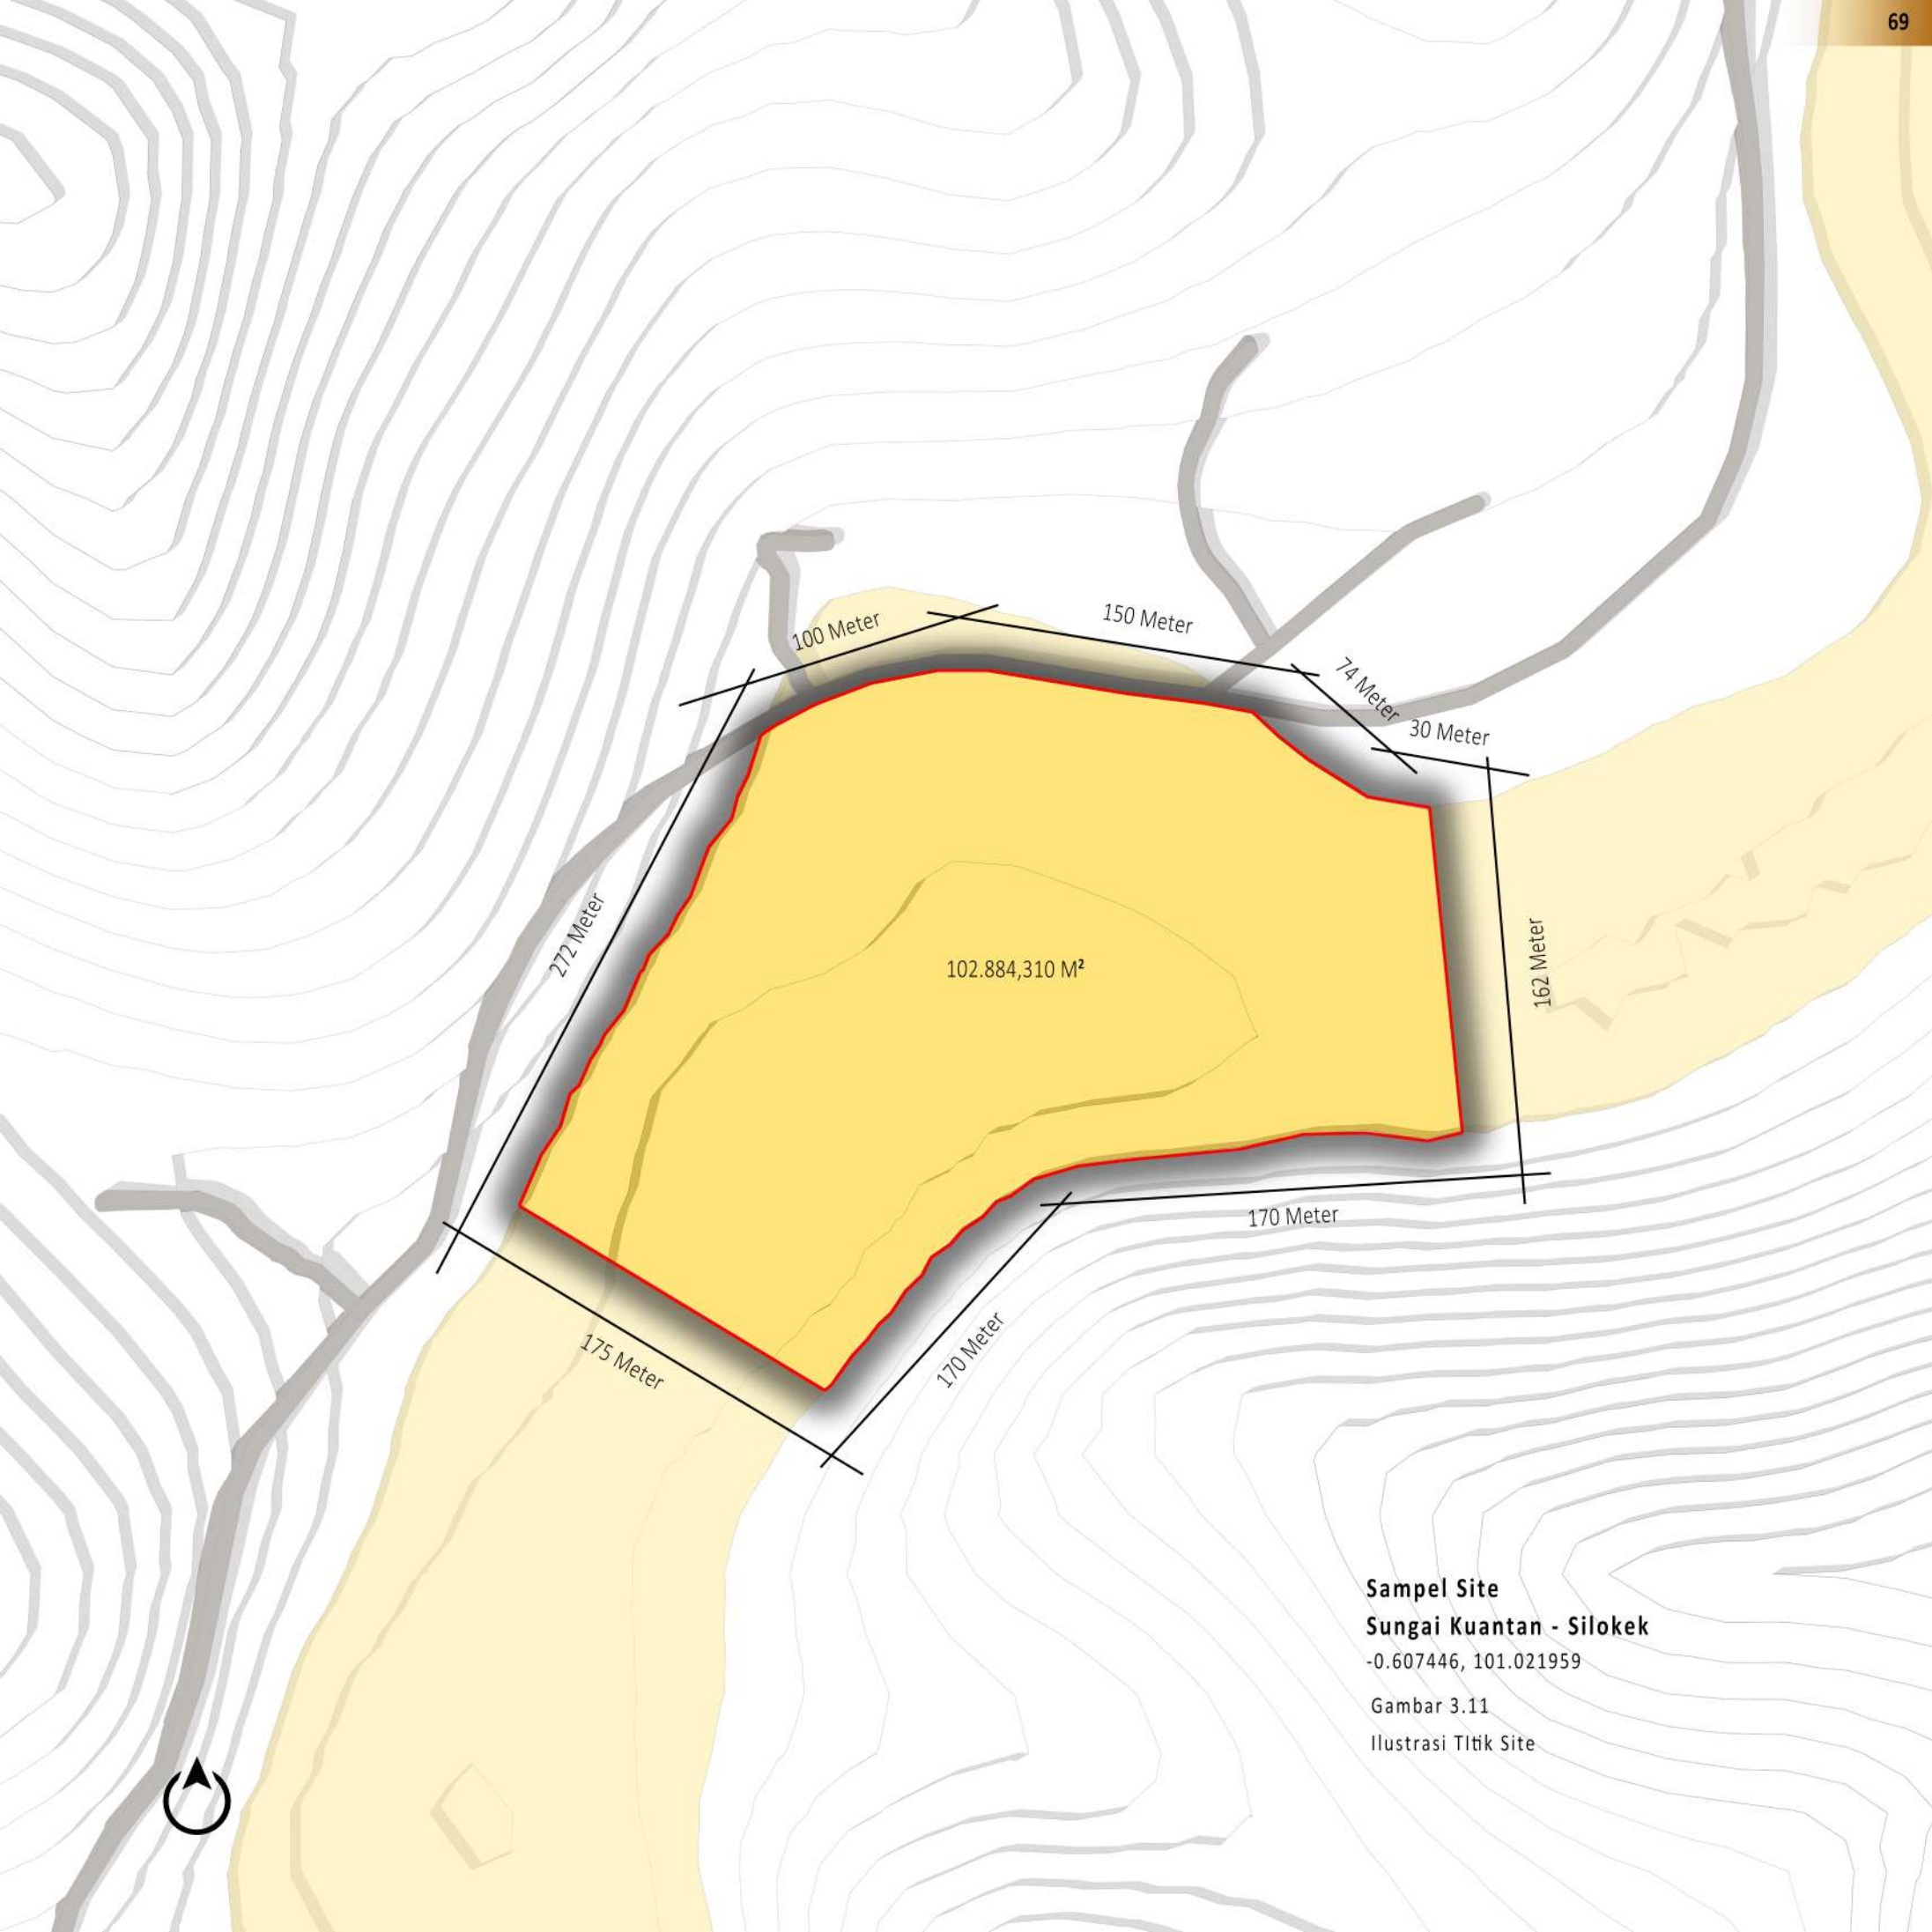 69
100 Meter
150 Meter
74 Meter
30 Meter
272 Meter
102.884,310 M²
162 Meter
170 Meter
175 Meter
170 Meter
Sampel Site
Sungai Kuantan - Silokek
-0.607446, 101.021959
Gambar 3.11
Ilustrasi TItik Site